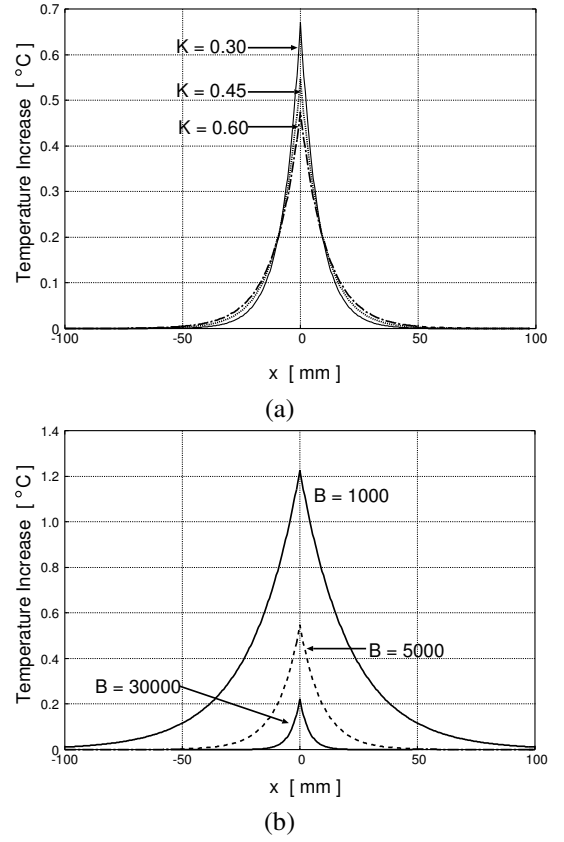 0.7
0.6
0.5
0.4
0.3
0.2
0.1
0
Temperature Increase [ °C ]
K = 0.30
K = 0.45
K = 0.60
-100 -50 0 50 100
x [ mm ]
(a)
1.4
1.2
1.0
0.8
0.6
0.4
0.2
0
Temperature Increase [ °C ]
B = 1000
B = 5000
B = 30000
-100 -50 0 50 100
x [ mm ]
(b)